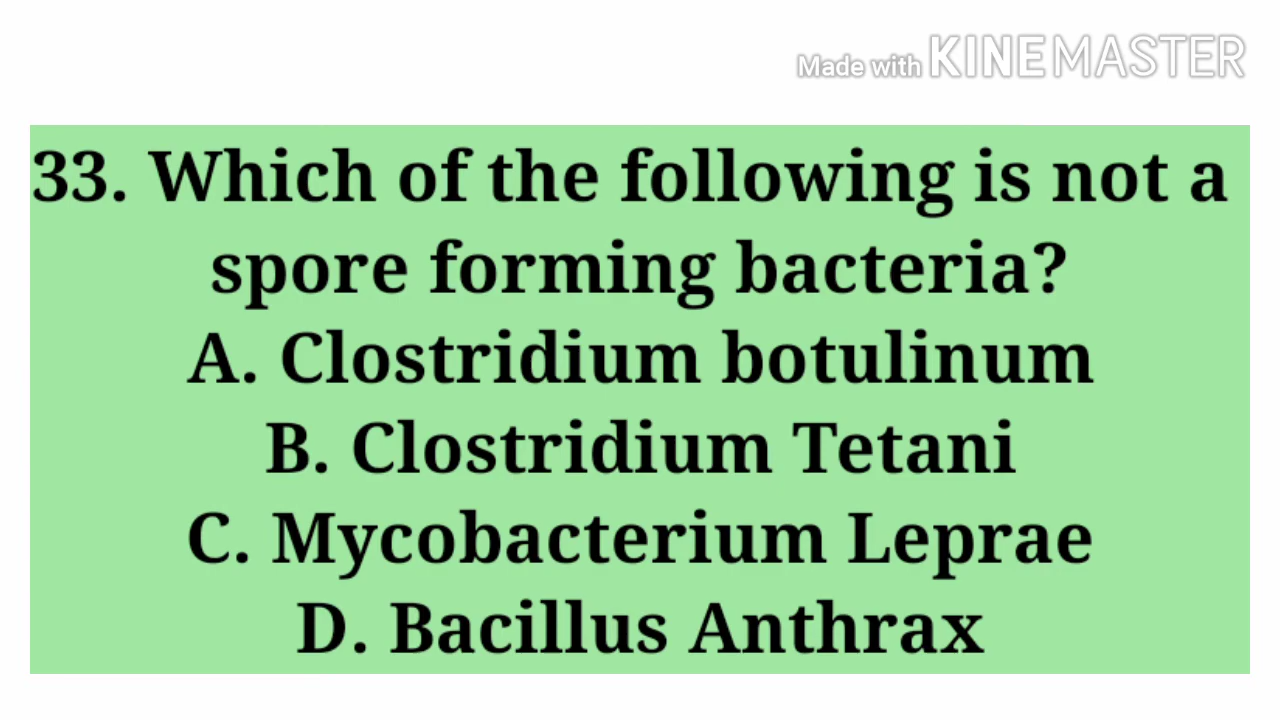 Made with KINEMASTER
33. Which of the following is not a
spore forming bacteria?
A. Clostridium botulinum
B. Clostridium Tetani
C. Mycobacterium Leprae
D. Bacillus Anthrax